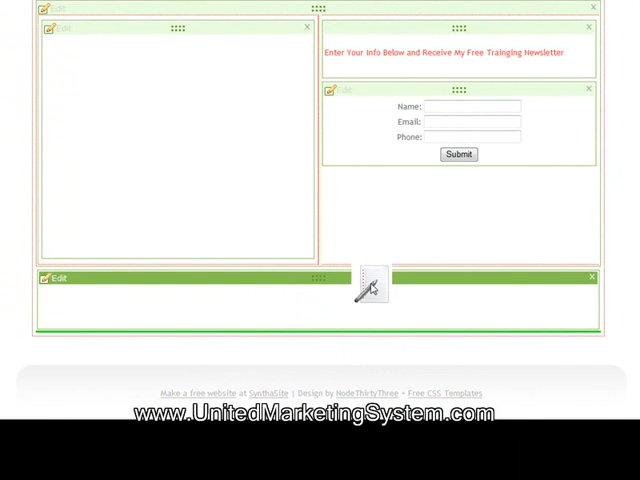 Edit
Edit
Enter Your Info Below and Receive My Free Trainging Newsletter
Edit
Name:
Email:
Phone:
Submit
Edit
Make a free website at SynthaSite | Design by NodeThirtyThree + Free CSS Templates
www.UnitedMarketingSystem.com